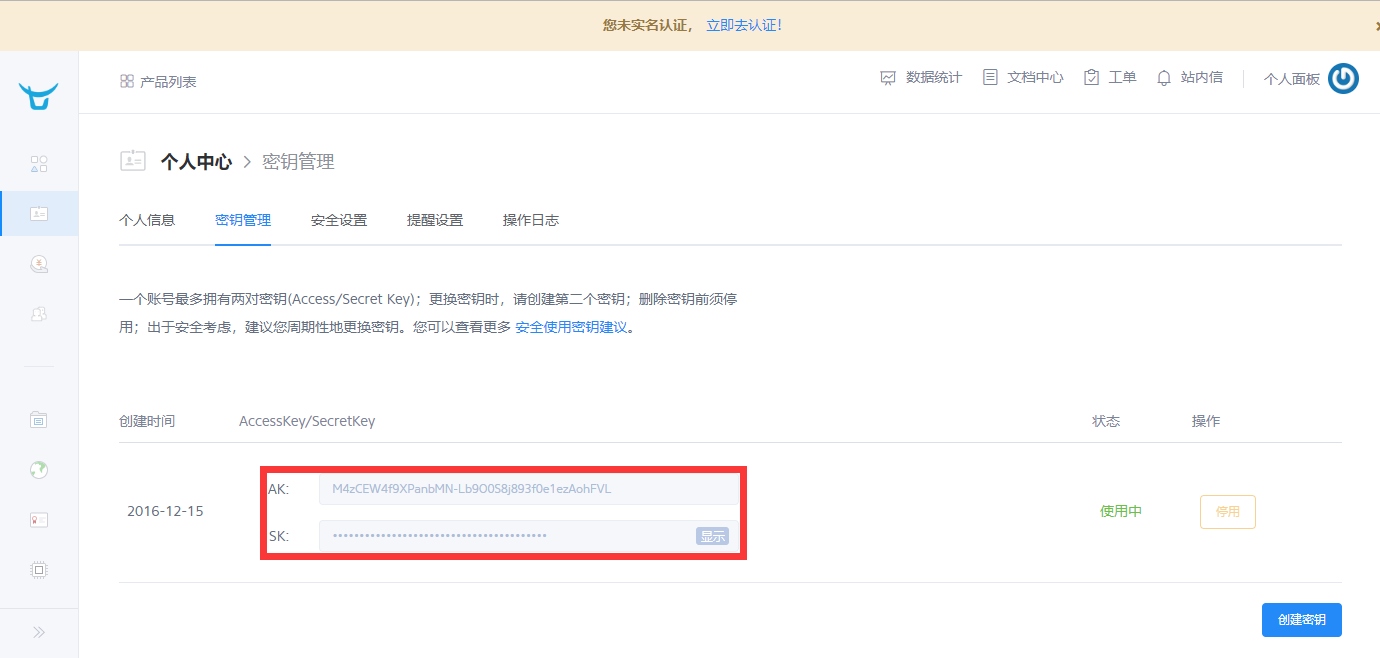 您未实名认证， 立即去认证！
产品列表 数据统计 文档中心 工单 站内信 个人面板
个人中心 > 密钥管理
个人信息 密钥管理 安全设置 提醒设置 操作日志
一个账号最多拥有两对密钥(Access/Secret Key)；更换密钥时，请创建第二个密钥；删除密钥前须停
用；出于安全考虑，建议您周期性地更换密钥。您可以查看更多 安全使用密钥建议。
创建时间 AccessKey/SecretKey 状态 操作
AK: M4zCEW4f9XPanbMN-Lb9O0S8j893f0e1ezAohFVL
2016-12-15 使用中 停用
SK: •••••••••••••••••••••••••••••••••••••••• 显示
创建密钥